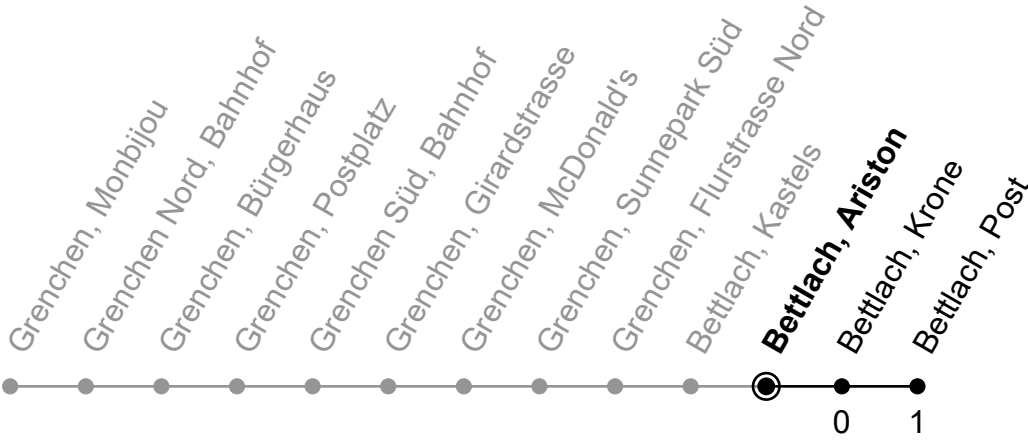 Grenchen, Monbijou
Grenchen Nord, Bahnhof
Grenchen, Bürgerhaus
Grenchen, Postplatz
Grenchen Süd, Bahnhof
Grenchen, Girardstrasse
Grenchen, McDonald's
Grenchen, Sunnepark Süd
Grenchen, Flurstrasse Nord
Bettlach, Kastels
Bettlach, Ariston
Bettlach, Krone
Bettlach, Post
0 1